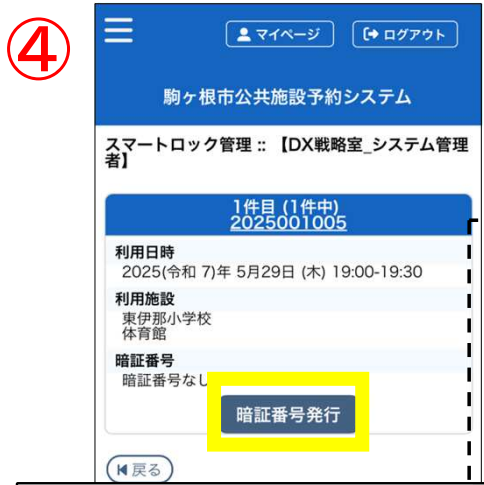 ④
マイページ ログアウト
駒ヶ根市公共施設予約システム
スマートロック管理 :: 【DX戦略室_システム管理
者】
1件目 (1件中)
2025001005
利用日時
2025(令和 7)年 5月29日 (木) 19:00-19:30
利用施設
東伊那小学校
体育館
暗証番号
暗証番号なし
暗証番号発行
戻る